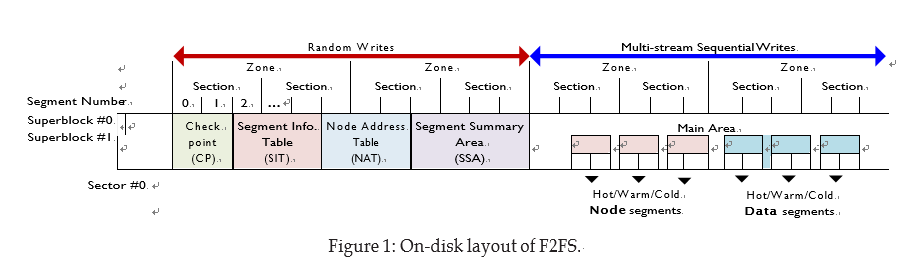 Random Writes
Multi-stream Sequential Writes
Zone
Zone
Zone
Zone
Section
Section
Section
Section
Section
Section
Segment Number
0
1
2
...
Superblock #0
Superblock #1
Check
point
(CP)
Segment Info.
Table
(SIT)
Node Address
Table
(NAT)
Segment Summary
Area
(SSA)
Main Area
Sector #0
Hot/Warm/Cold
Node segments
Hot/Warm/Cold
Data segments
Figure 1: On-disk layout of F2FS.